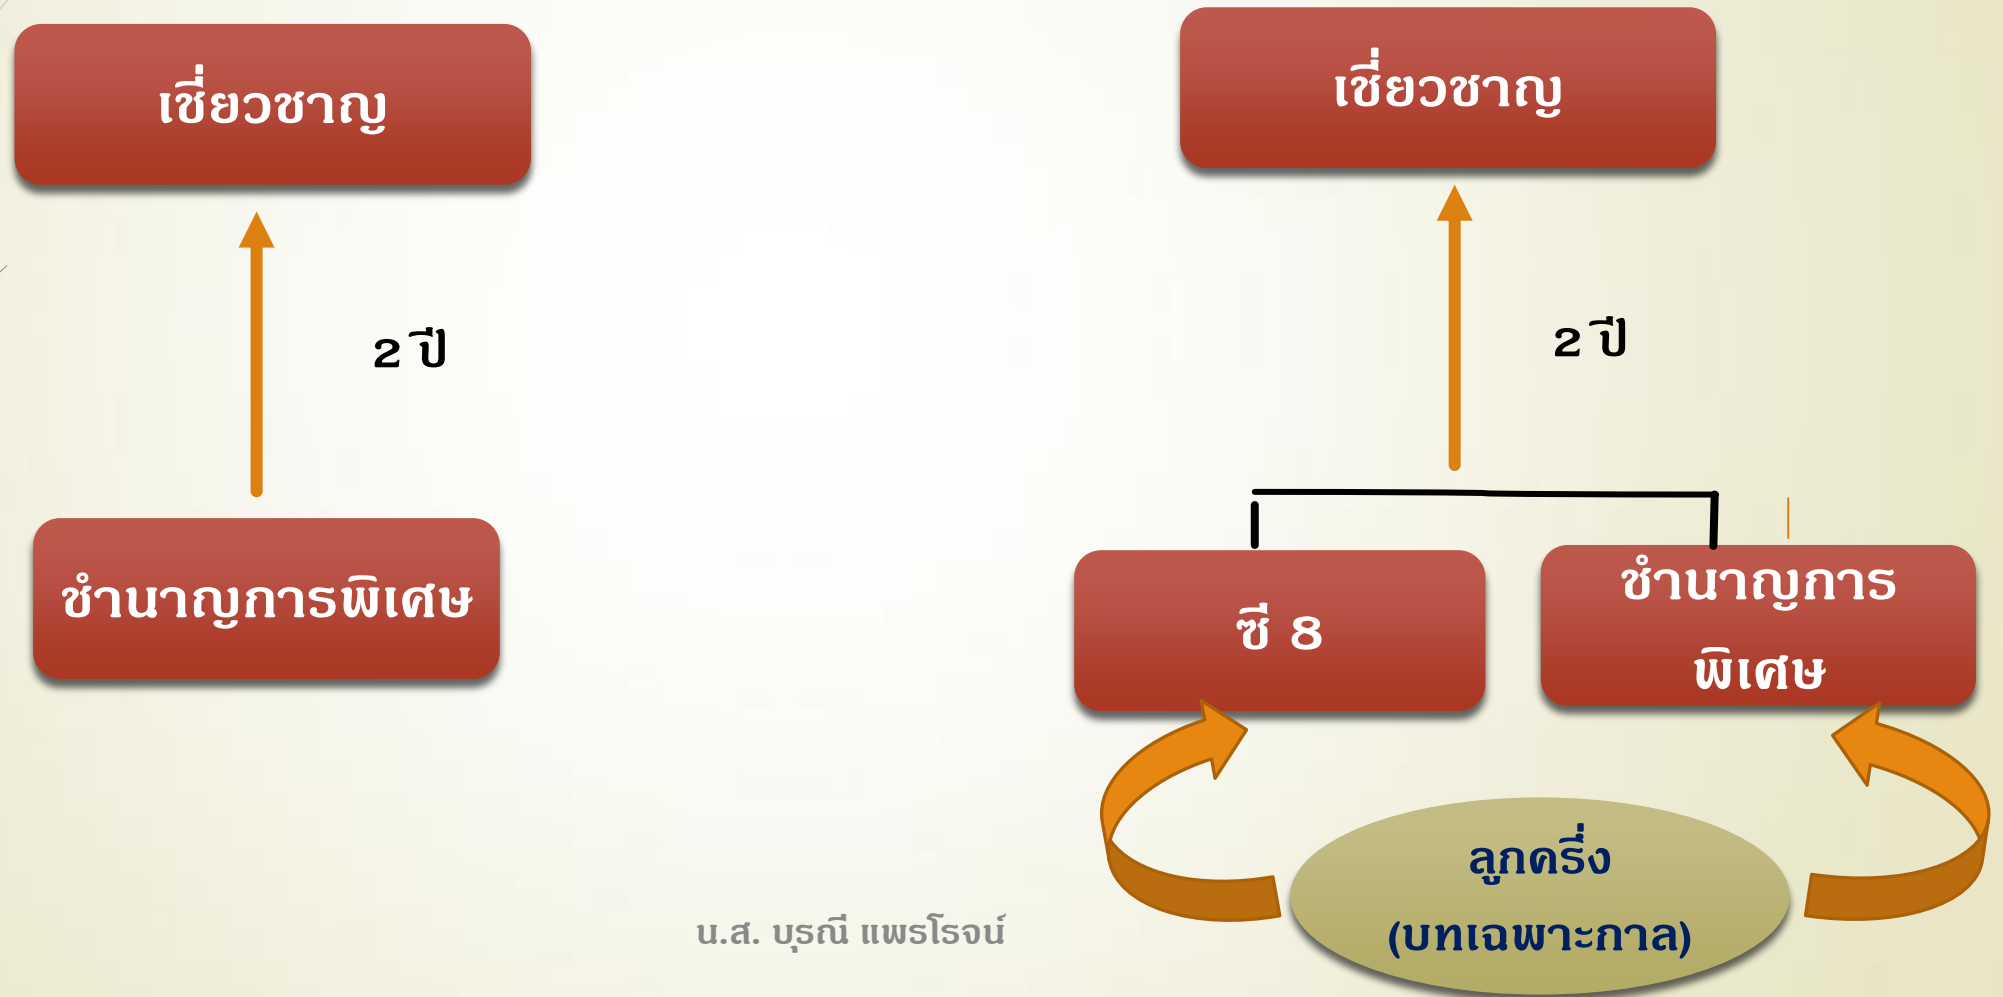 เชี่ยวชาญ
2 ปี
ชำนาญการพิเศษ
เชี่ยวชาญ
2 ปี
ซี 8
ชำนาญการ
พิเศษ
ลูกครึ่ง
(บทเฉพาะกาล)
น.ส. บุรณี แพรโรจน์